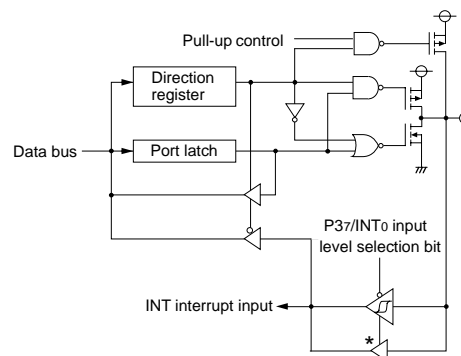 Pull-up control
Direction
register
Data bus
Port latch
P37/INT0 input
level selection bit
INT interrupt input
*